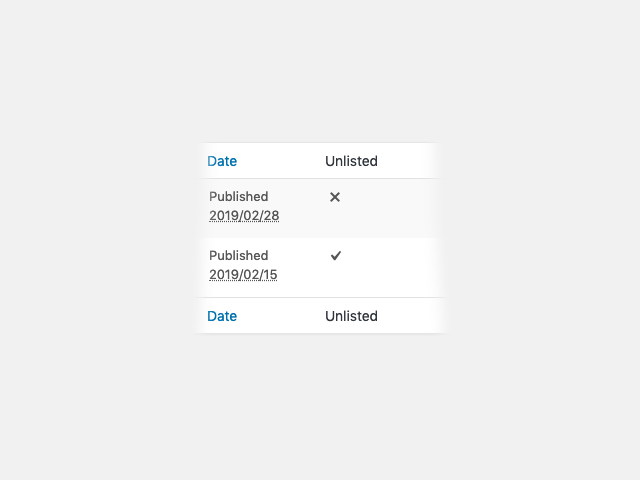 Date Unlisted
Published ✕
2019/02/28
Published ✓
2019/02/15
Date Unlisted